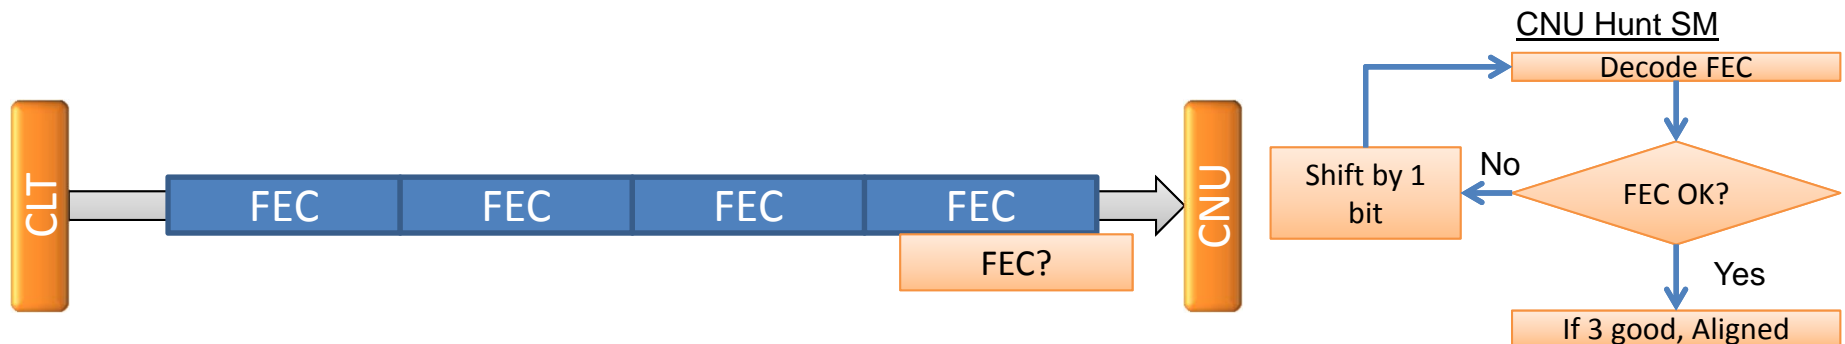 CLT
FEC
FEC
FEC
FEC
FEC?
CNU
CNU Hunt SM
Decode FEC
FEC OK?
No
Shift by 1
bit
Yes
If 3 good, Aligned